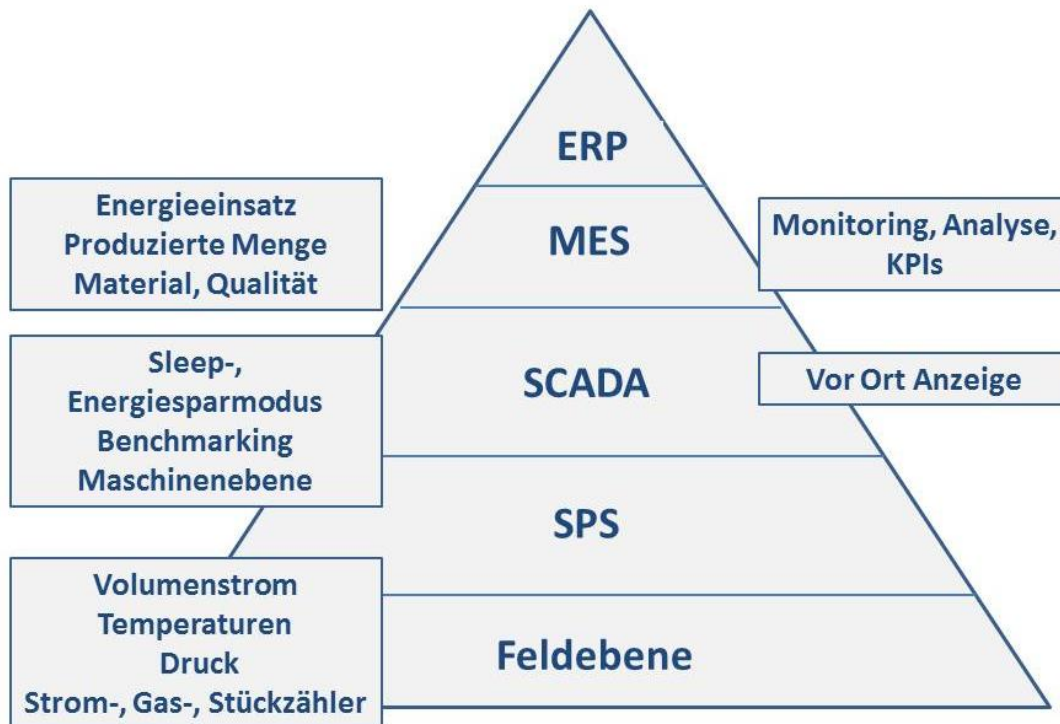 ERP
Energieeinsatz
Produzierte Menge
Material, Qualität
MES
Monitoring, Analyse,
KPIs
Sleep-,
Energiesparmodus
Benchmarking
Maschinenebene
SCADA
Vor Ort Anzeige
SPS
Volumenstrom
Temperaturen
Druck
Strom-, Gas-, Stückzähler
Feldebene